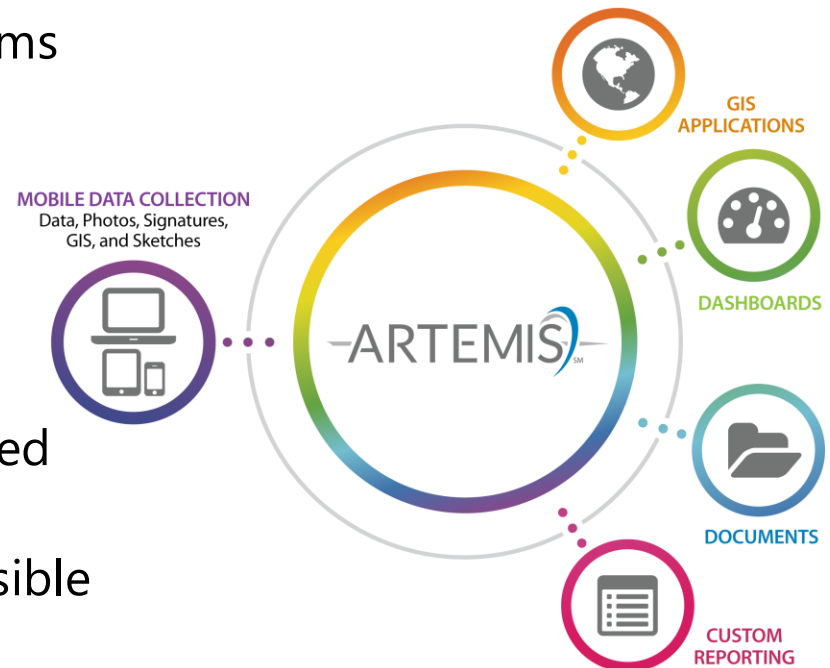 ms
GIS
APPLICATIONS
MOBILE DATA COLLECTION
Data, Photos, Signatures,
GIS, and Sketches
DASHBOARDS
ARTEMIS
SM
ed
DOCUMENTS
sible
CUSTOM
REPORTING